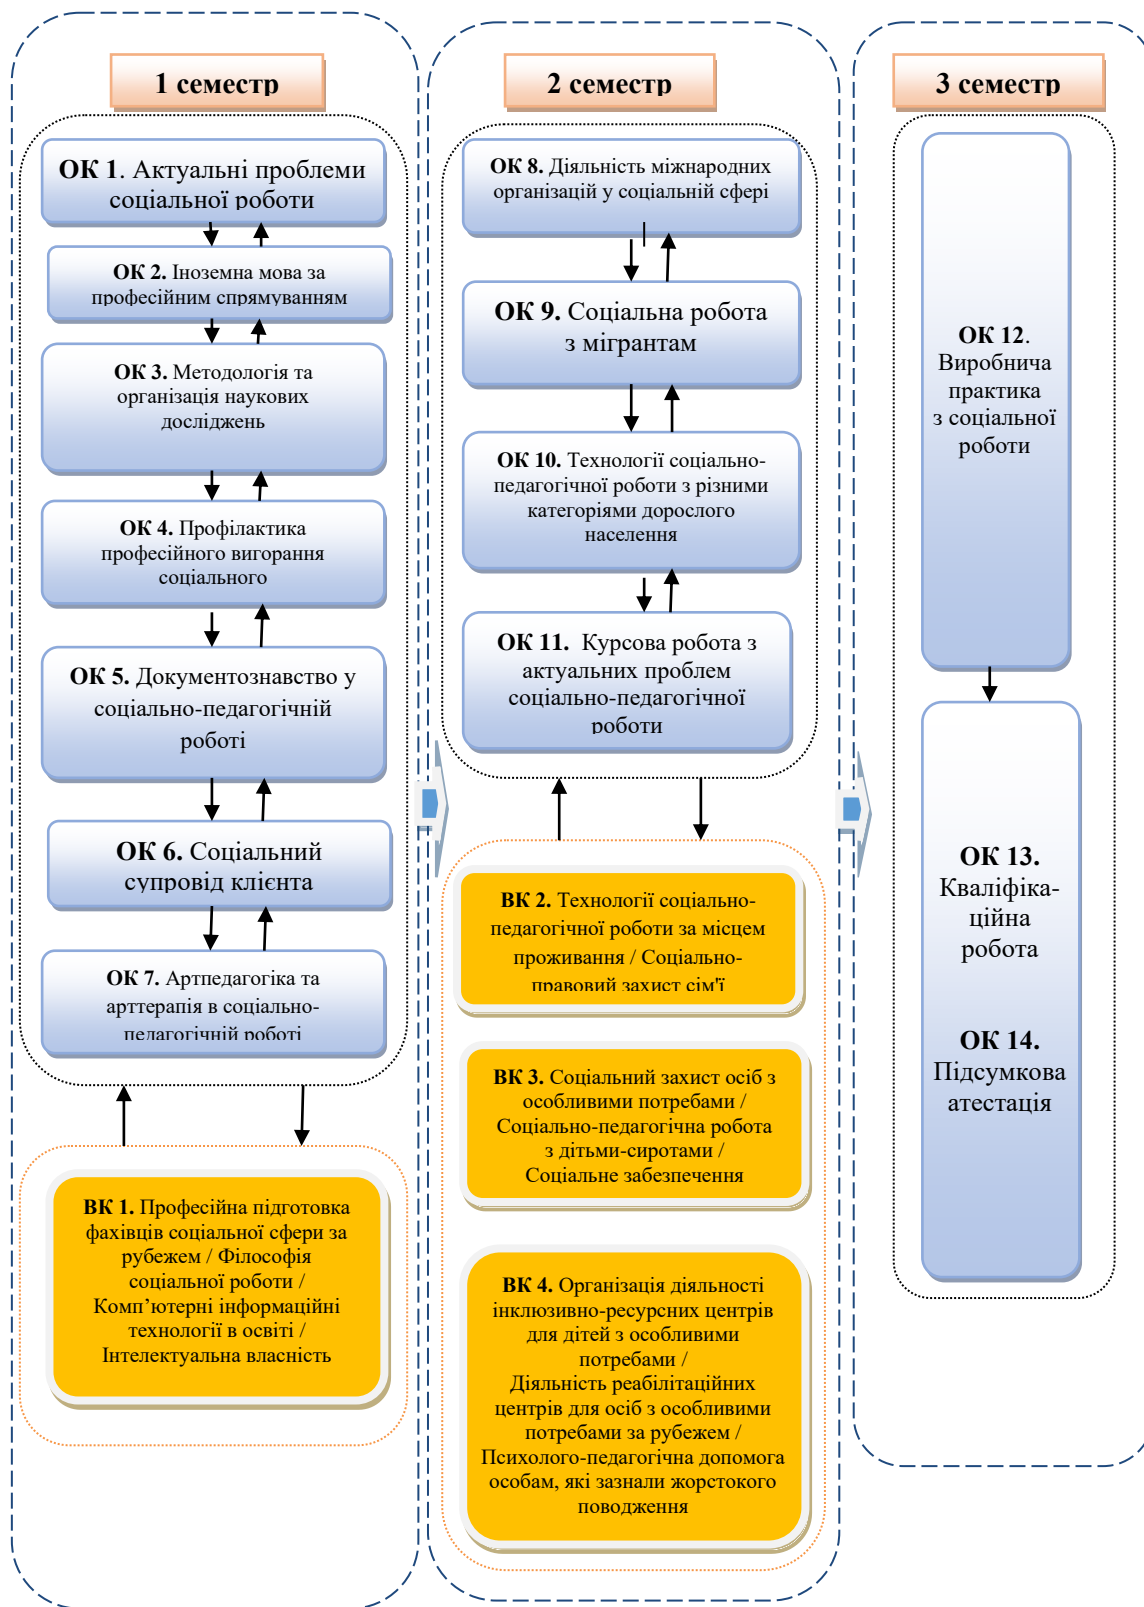 1 семестр
ОК 1. Актуальні проблеми
соціальної роботи
ОК 2. Іноземна мова за
професійним спрямуванням
ОК 3. Методологія та
організація наукових
досліджень
ОК 4. Профілактика
професійного вигорання
соціального
ОК 5. Документознавство у
соціально-педагогічній
роботі
ОК 6. Соціальний
супровід клієнта
ОК 7. Артпедагогіка та
арттерапія в соціально-
педагогічній роботі
ВК 1. Професійна підготовка
фахівців соціальної сфери за
рубежем / Філософія
соціальної роботи /
Комп’ютерні інформаційні
технології в освіті /
Інтелектуальна власність
2 семестр
ОК 8. Діяльність міжнародних
організацій у соціальній сфері
ОК 9. Соціальна робота
з мігрантам
ОК 10. Технології соціально-
педагогічної роботи з різними
категоріями дорослого
населення
ОК 11. Курсова робота з
актуальних проблем
соціально-педагогічної
роботи
ВК 2. Технології соціально-
педагогічної роботи за місцем
проживання / Соціально-
правовий захист сім'ї
ВК 3. Соціальний захист осіб з
особливими потребами /
Соціально-педагогічна робота
з дітьми-сиротами /
Соціальне забезпечення
ВК 4. Організація діяльності
інклюзивно-ресурсних центрів
для дітей з особливими
потребами /
Діяльність реабілітаційних
центрів для осіб з особливими
потребами за рубежем /
Психолого-педагогічна допомога
особам, які зазнали жорстокого
поводження
3 семестр
ОК 12.
Виробнича
практика
з соціальної
роботи
ОК 13.
Кваліфіка-
ційна
робота
ОК 14.
Підсумкова
атестація